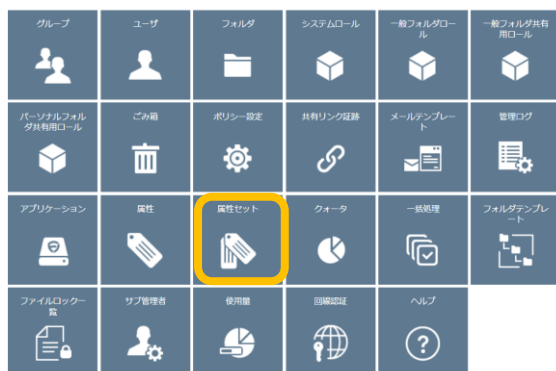 グループ
ユーザ
フォルダ
システムロール
一般フォルダロー
ル
一般フォルダ共有
用ロール
パーソナルフォル
ダ共有用ロール
ごみ箱
ポリシー設定
共有リンク証跡
メールテンプレー
ト
管理ログ
アプリケーション
属性
属性セット
クォータ
一括処理
フォルダテンプレ
ート
ファイルロック一
覧
サブ管理者
使用量
回線認証
ヘルプ